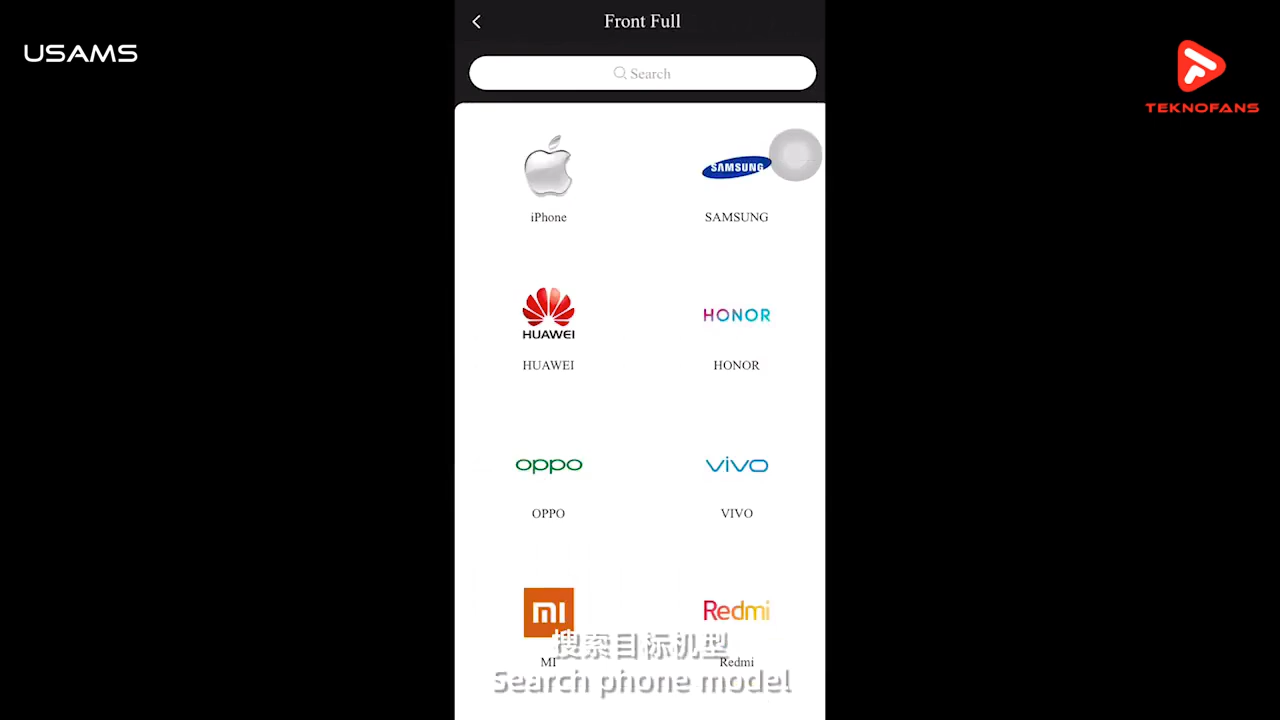 USAMS
TEKNOFANS
Front Full
Search
SAMSUNG
iPhone
SAMSUNG
HUAWEI
HONOR
HUAWEI
HONOR
oppo
vivo
OPPO
VIVO
mi
Redmi
MI
Redmi
搜索目标机型
Search phone model